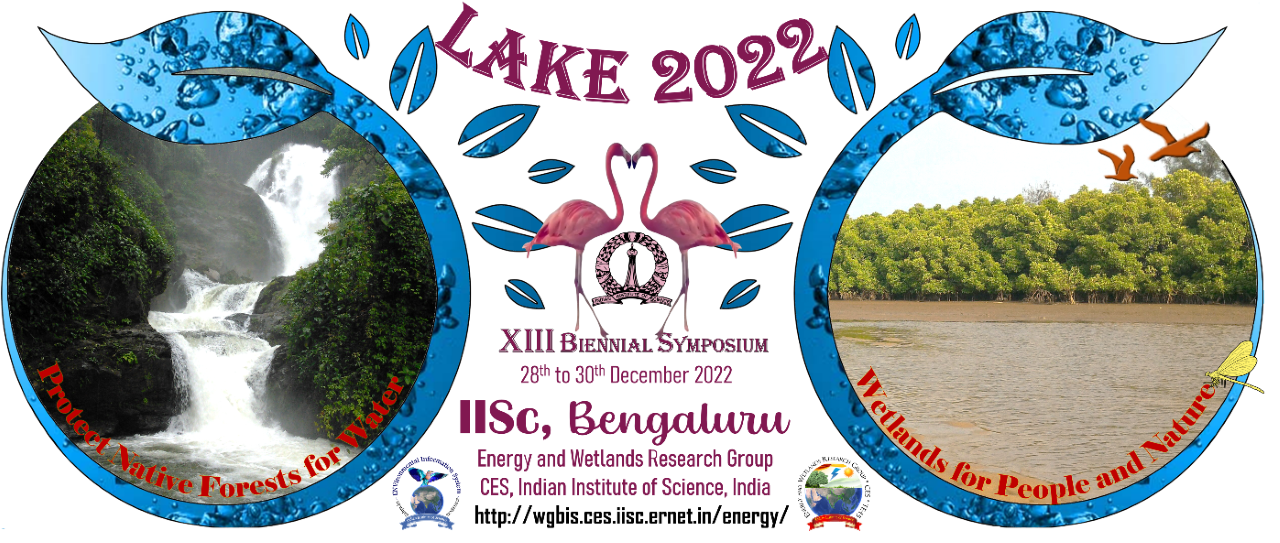 LAKE 2022
XIII BIENNIAL SYMPOSIUM
28th to 30th December 2022
IISc, Bengaluru
Energy and Wetlands Research Group
CES, Indian Institute of Science, India
http://wgbis.ces.iisc.ernet.in/energy/
Protect Native Forests for Water
Wetlands for People and Nature